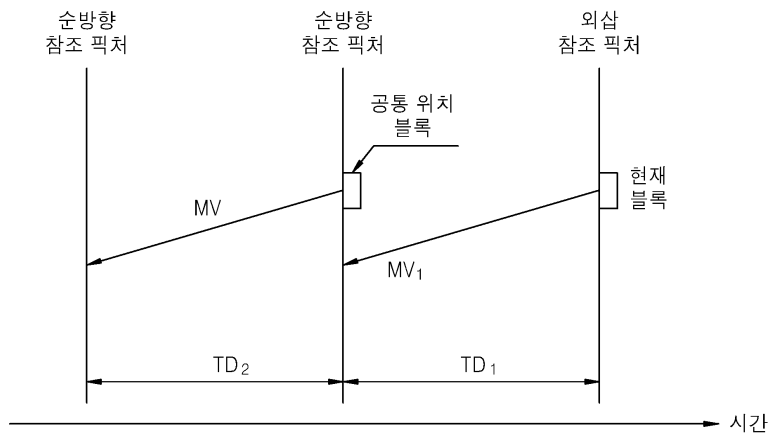 순방향
참조 픽처
순방향
참조 픽처
외삽
참조 픽처
공통 위치
블록
현재
블록
MV
MV₁
TD₂
TD₁
시간